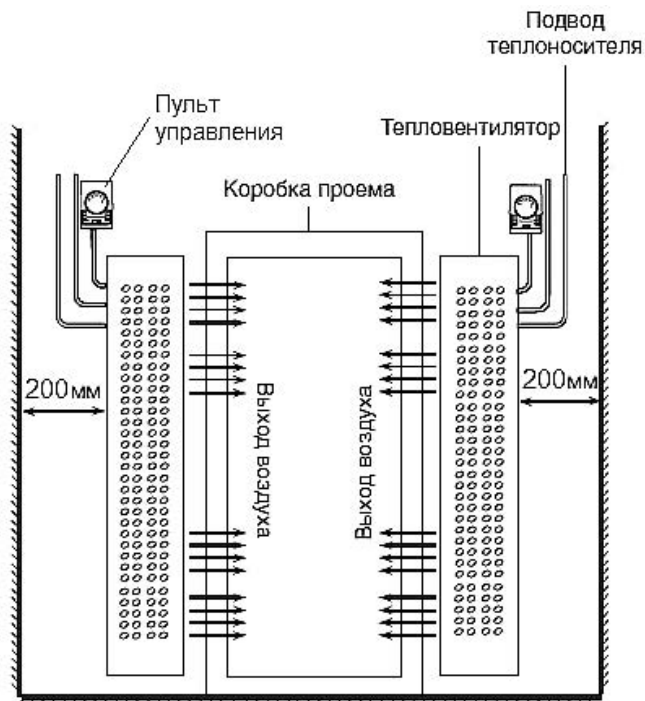 Подвод
теплоносителя
Пульт
управления
Тепловентилятор
Коробка проема
200мм
200мм
Выход воздуха
Выход воздуха